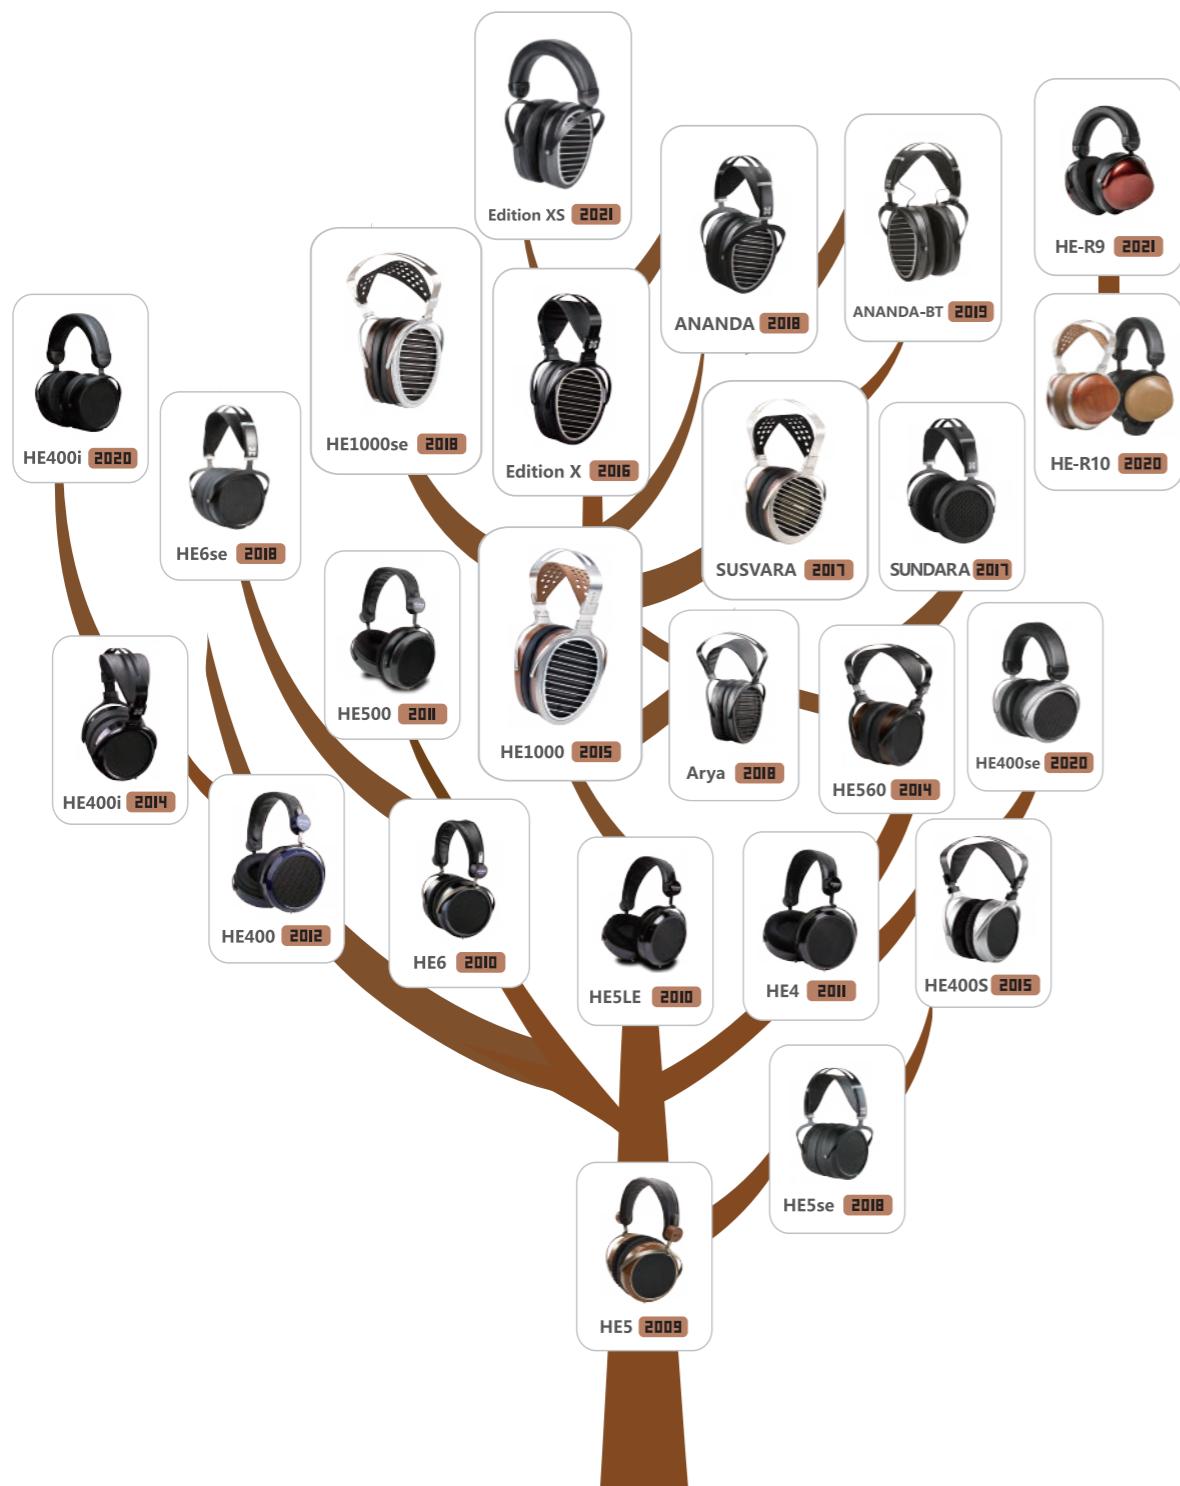 Edition XS 2021
HE-R9 2021
ANANDA-BT 2019
ANANDA 2018
HE1000se 2018
HE400i 2020
Edition X 2016
HE-R10 2020
HE6se 2018
SUSVARA 2017
SUNDARA 2017
HE500 2011
HE1000 2015
Arya 2018
HE400se 2020
HE560 2014
HE400i 2014
HE400 2012
HE6 2010
HE5LE 2010
HE4 2011
HE400S 2015
HE5se 2018
HE5 2009